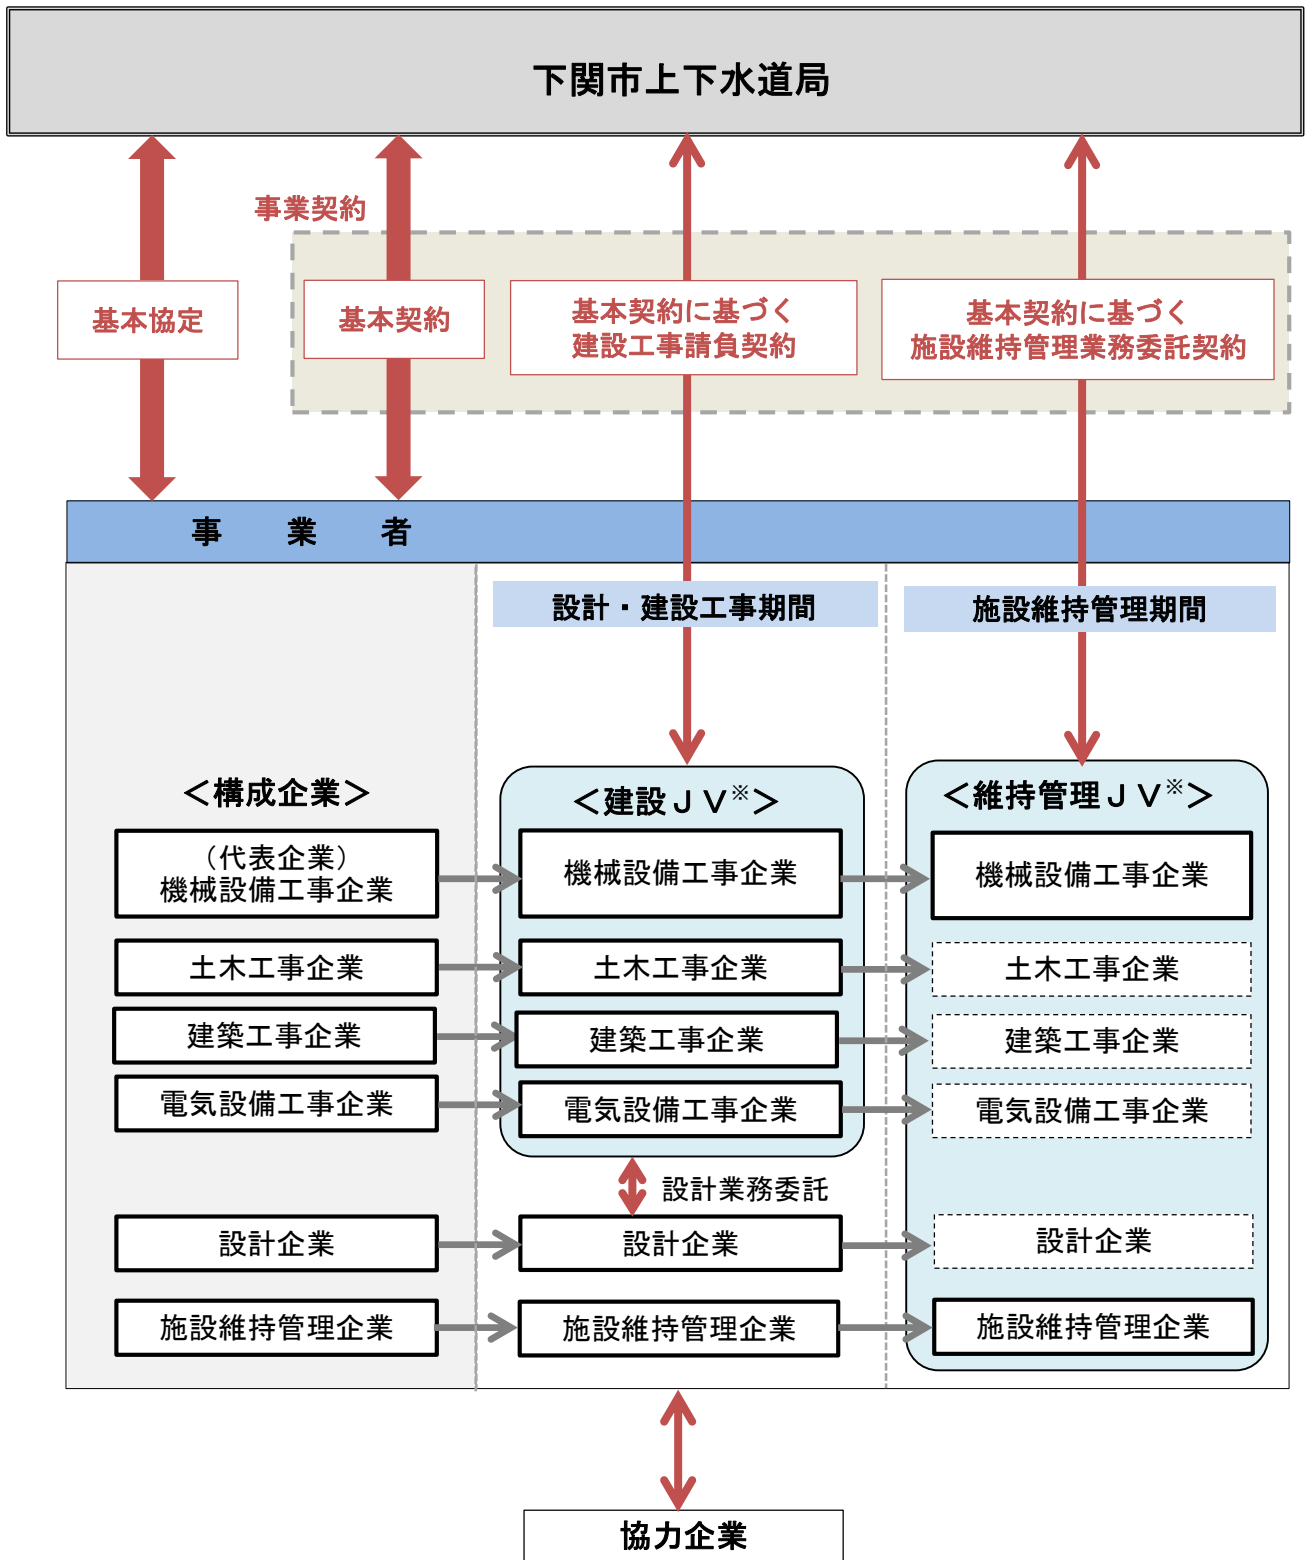 下関市上下水道局
事業契約
基本協定
基本契約
基本契約に基づく
建設工事請負契約
基本契約に基づく
施設維持管理業務委託契約
事　業　者
設計・建設工事期間
施設維持管理期間
＜構成企業＞
（代表企業）
機械設備工事企業
土木工事企業
建築工事企業
電気設備工事企業
設計企業
施設維持管理企業
＜建設ＪＶ※＞
機械設備工事企業
土木工事企業
建築工事企業
電気設備工事企業
設計業務委託
設計企業
施設維持管理企業
＜維持管理ＪＶ※＞
機械設備工事企業
土木工事企業
建築工事企業
電気設備工事企業
設計企業
施設維持管理企業
協力企業